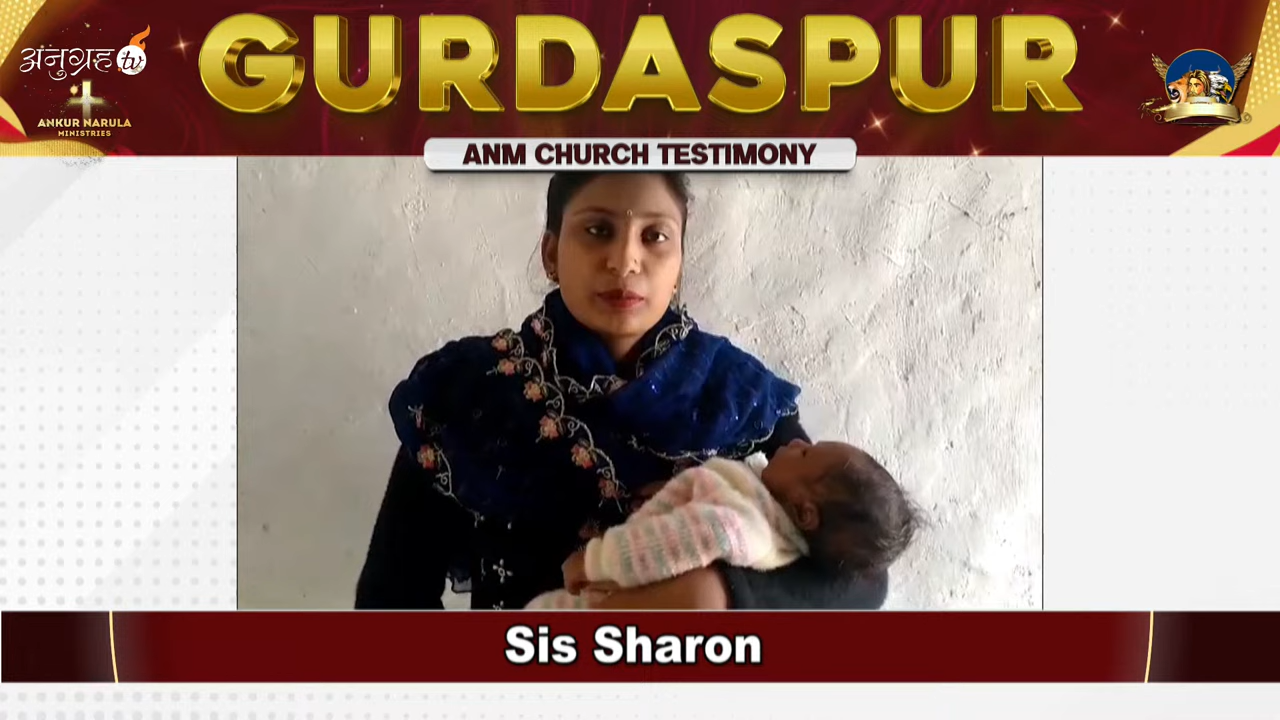 अनुग्रह tv
GURDASPUR
ANKUR NARULA
MINISTRIES
ANM CHURCH TESTIMONY
Sis Sharon